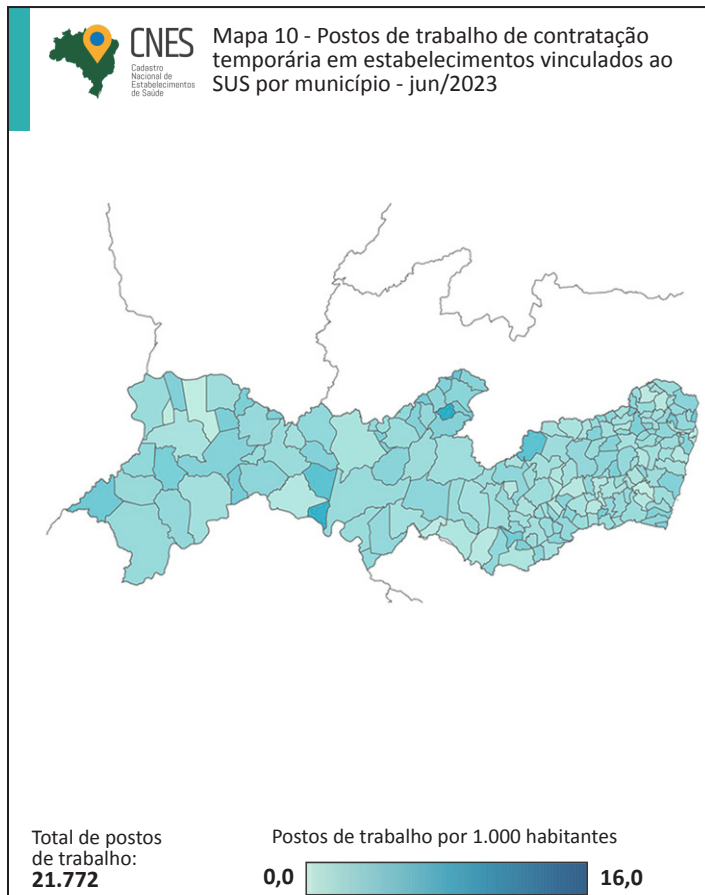 CNES
Cadastro
Nacional de
Estabelecimentos
de Saúde
Mapa 10 - Postos de trabalho de contratação
temporária em estabelecimentos vinculados ao
SUS por município - jun/2023
Total de postos
de trabalho:
21.772
Postos de trabalho por 1.000 habitantes
0,0
16,0